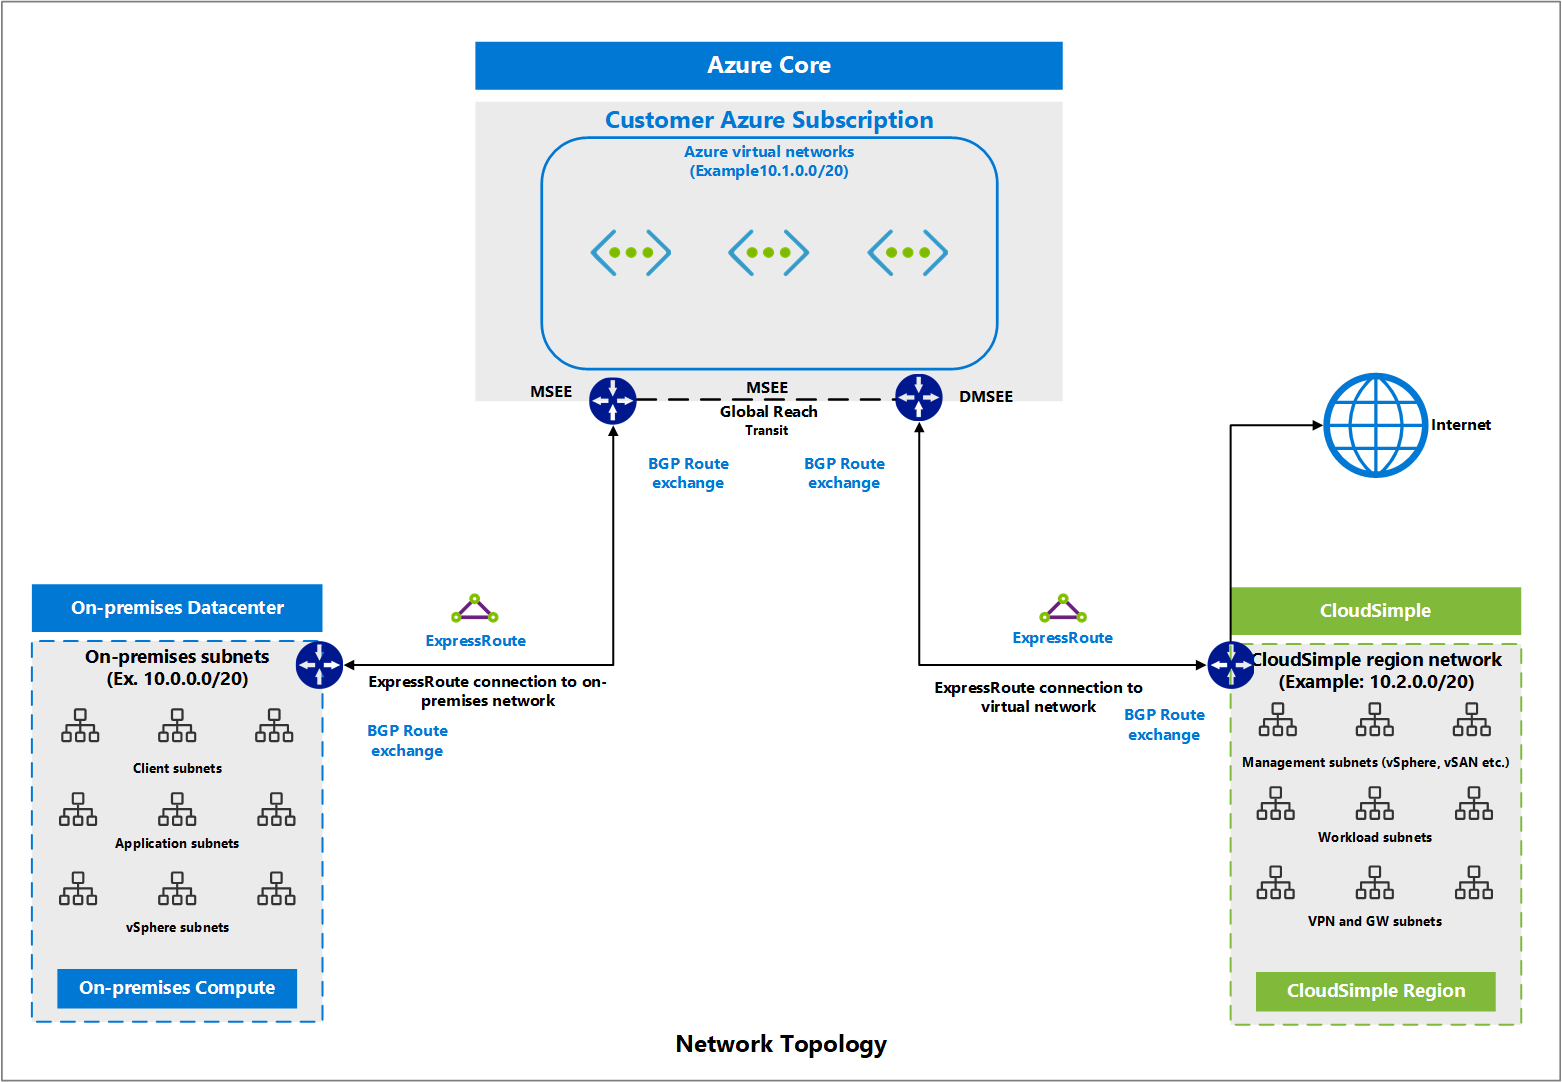 Azure Core
Customer Azure Subscription
Azure virtual networks
(Example10.1.0.0/20)
MSEE
MSEE
DMSEE
Global Reach
Transit
BGP Route
exchange
BGP Route
exchange
Internet
On-premises Datacenter
On-premises subnets
(Ex. 10.0.0.0/20)
Client subnets
Application subnets
vSphere subnets
On-premises Compute
ExpressRoute
ExpressRoute connection to on-
premises network
BGP Route
exchange
ExpressRoute
ExpressRoute connection to
virtual network
BGP Route
exchange
CloudSimple
CloudSimple region network
(Example: 10.2.0.0/20)
Management subnets (vSphere, vSAN etc.)
Workload subnets
VPN and GW subnets
CloudSimple Region
Network Topology